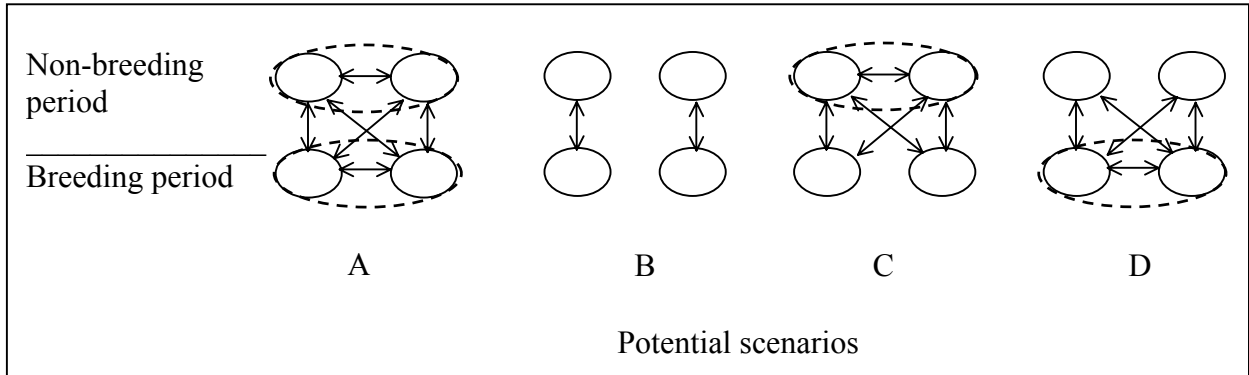 Non-breeding
period
Breeding period
A B C D
Potential scenarios